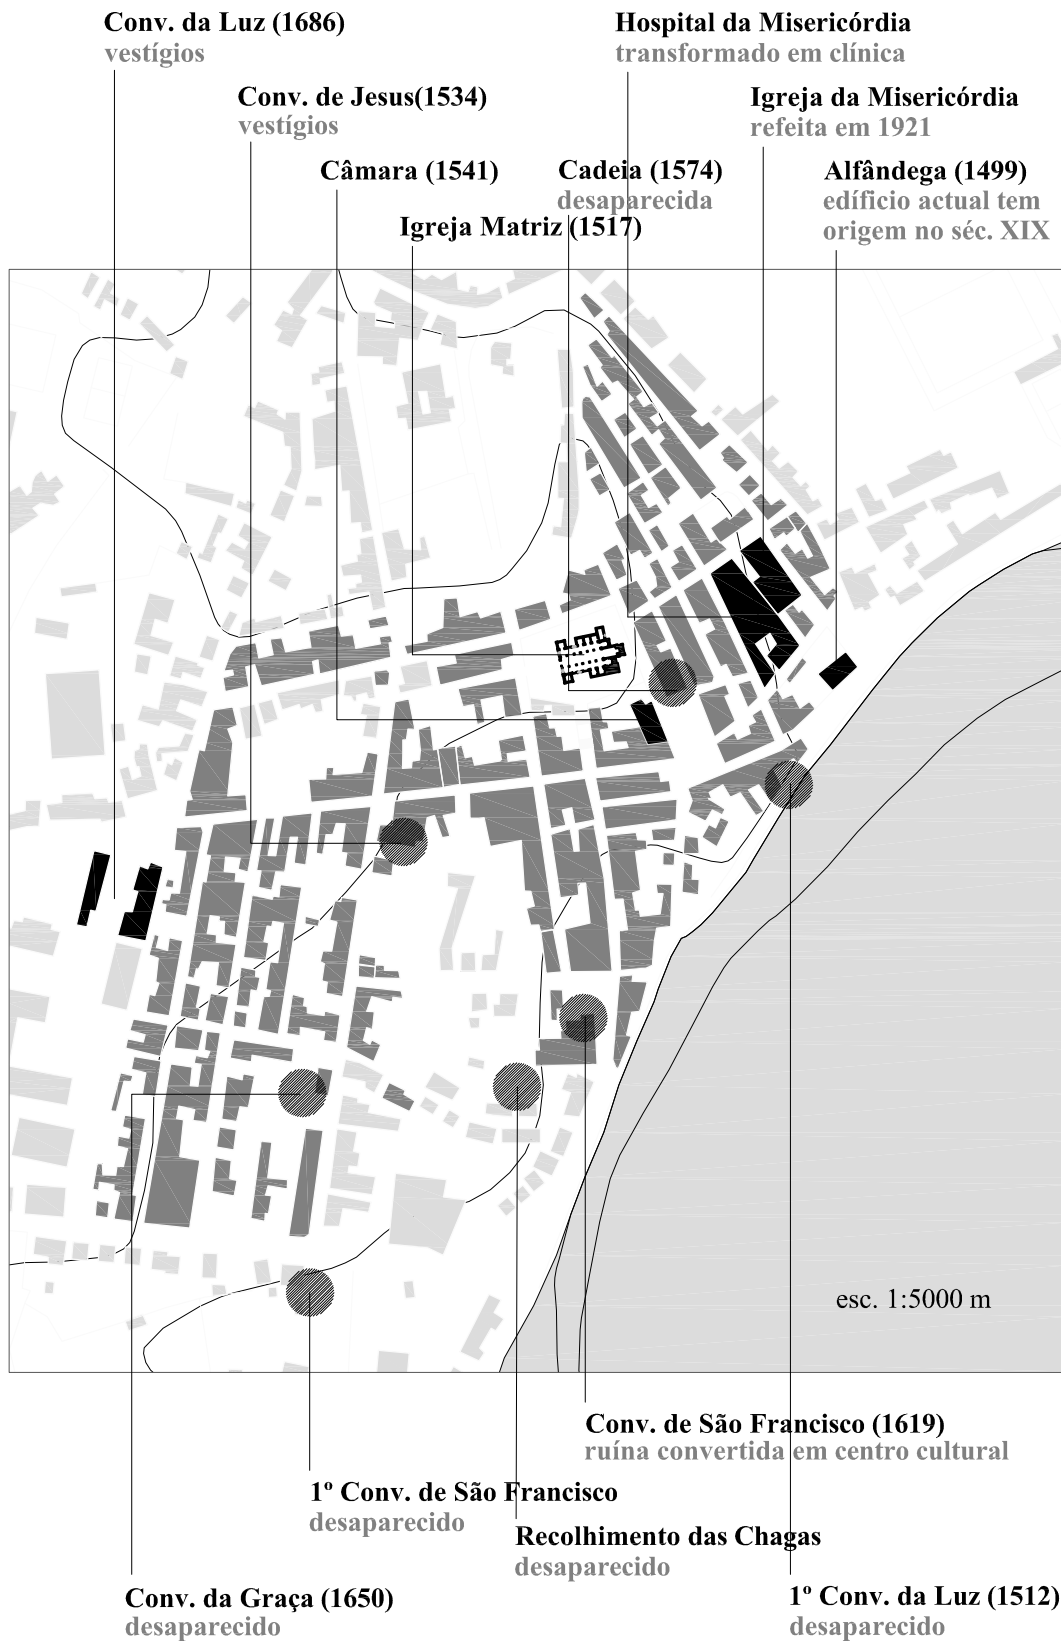 Conv. da Luz (1686)
vestígios
Hospital da Misericórdia
transformado em clínica
Conv. de Jesus(1534)
vestígios
Igreja da Misericórdia
refeita em 1921
Câmara (1541)
Cadeia (1574)
desaparecida
Alfândega (1499)
edíficio actual tem
origem no séc. XIX
Igreja Matriz (1517)
esc. 1:5000 m
Conv. de São Francisco (1619)
ruína convertida em centro cultural
1º Conv. de São Francisco
desaparecido
Recolhimento das Chagas
desaparecido
Conv. da Graça (1650)
desaparecido
1º Conv. da Luz (1512)
desaparecido